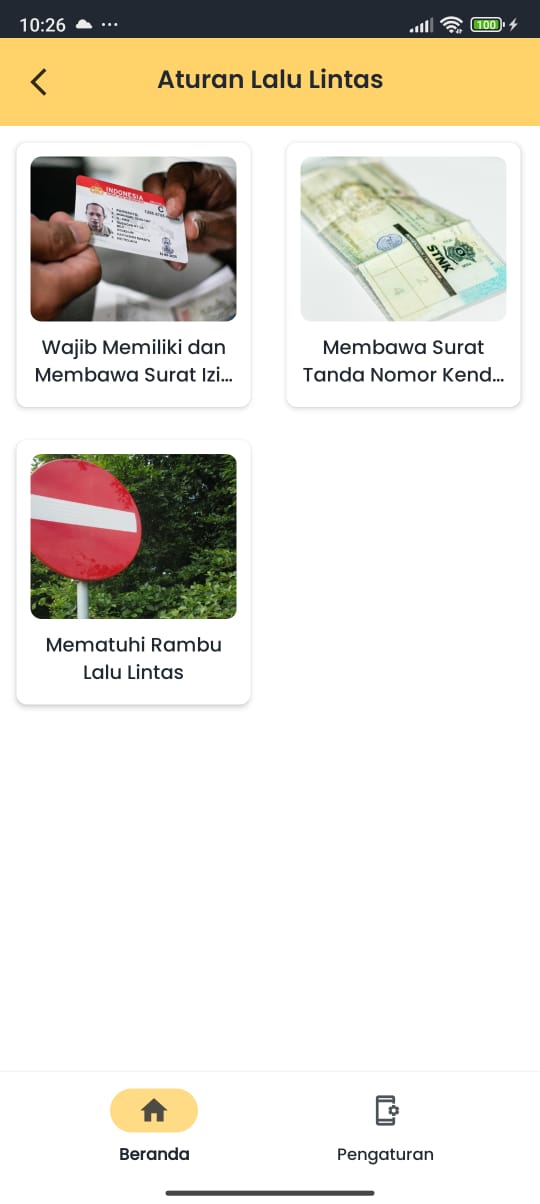 10:26
100
Aturan Lalu Lintas
INDONESIA
C
STNK
Wajib Memiliki dan
Membawa Surat Izi...
Membawa Surat
Tanda Nomor Kend...
Mematuhi Rambu
Lalu Lintas
Beranda
Pengaturan